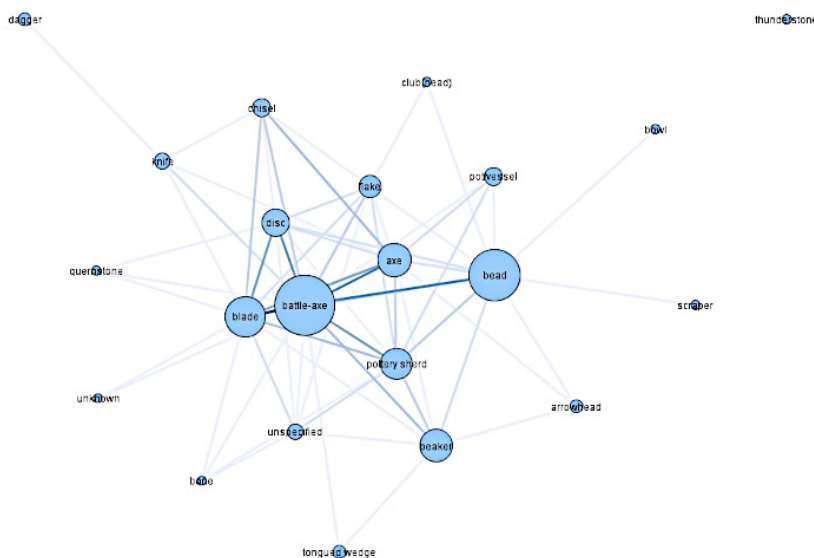 dagger
thunderstone
club(head)
chisel
bowl
knife
pot/vessel
flake
disc
axe
quernstone
bead
battle-axe
scraper
blade
pottery sherd
unknown
arrowhead
unspecified
beaker
tongued wedge